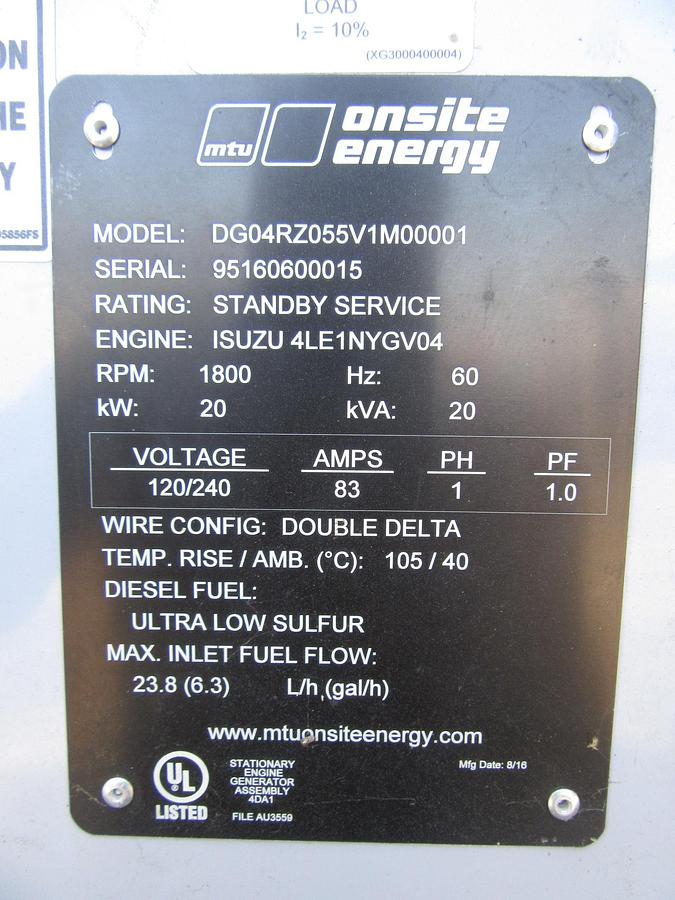 LOAD
I₂ = 10%
(XG3000400004)
ON
HE
Y
05856FS
mtu onsite energy
MODEL: DG04RZ055V1M00001
SERIAL: 95160600015
RATING: STANDBY SERVICE
ENGINE: ISUZU 4LE1NYGV04
RPM: 1800 Hz: 60
kW: 20 kVA: 20
VOLTAGE AMPS PH PF
120/240 83 1 1.0
WIRE CONFIG: DOUBLE DELTA
TEMP. RISE / AMB. (°C): 105 / 40
DIESEL FUEL:
ULTRA LOW SULFUR
MAX. INLET FUEL FLOW:
23.8 (6.3) L/h (gal/h)
www.mtuonsiteenergy.com
UL
LISTED
STATIONARY
ENGINE
GENERATOR
ASSEMBLY
4DA1
FILE AU3559
Mfg Date: 8/16